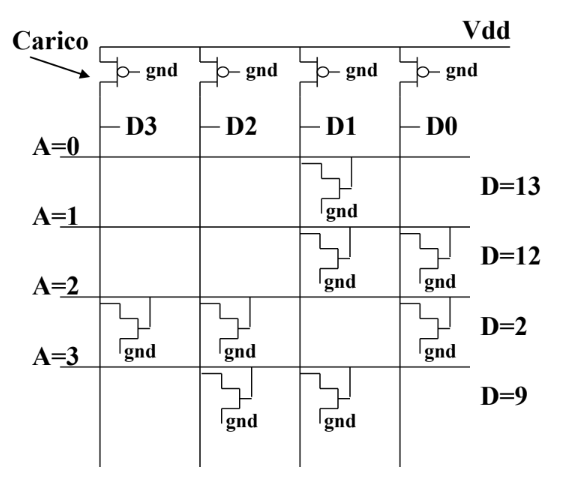 Vdd
Carico
gnd gnd gnd gnd
D3 D2 D1 D0
A=0
D=13
gnd
A=1
D=12
gnd gnd
A=2
D=2
gnd gnd gnd
A=3
D=9
gnd gnd